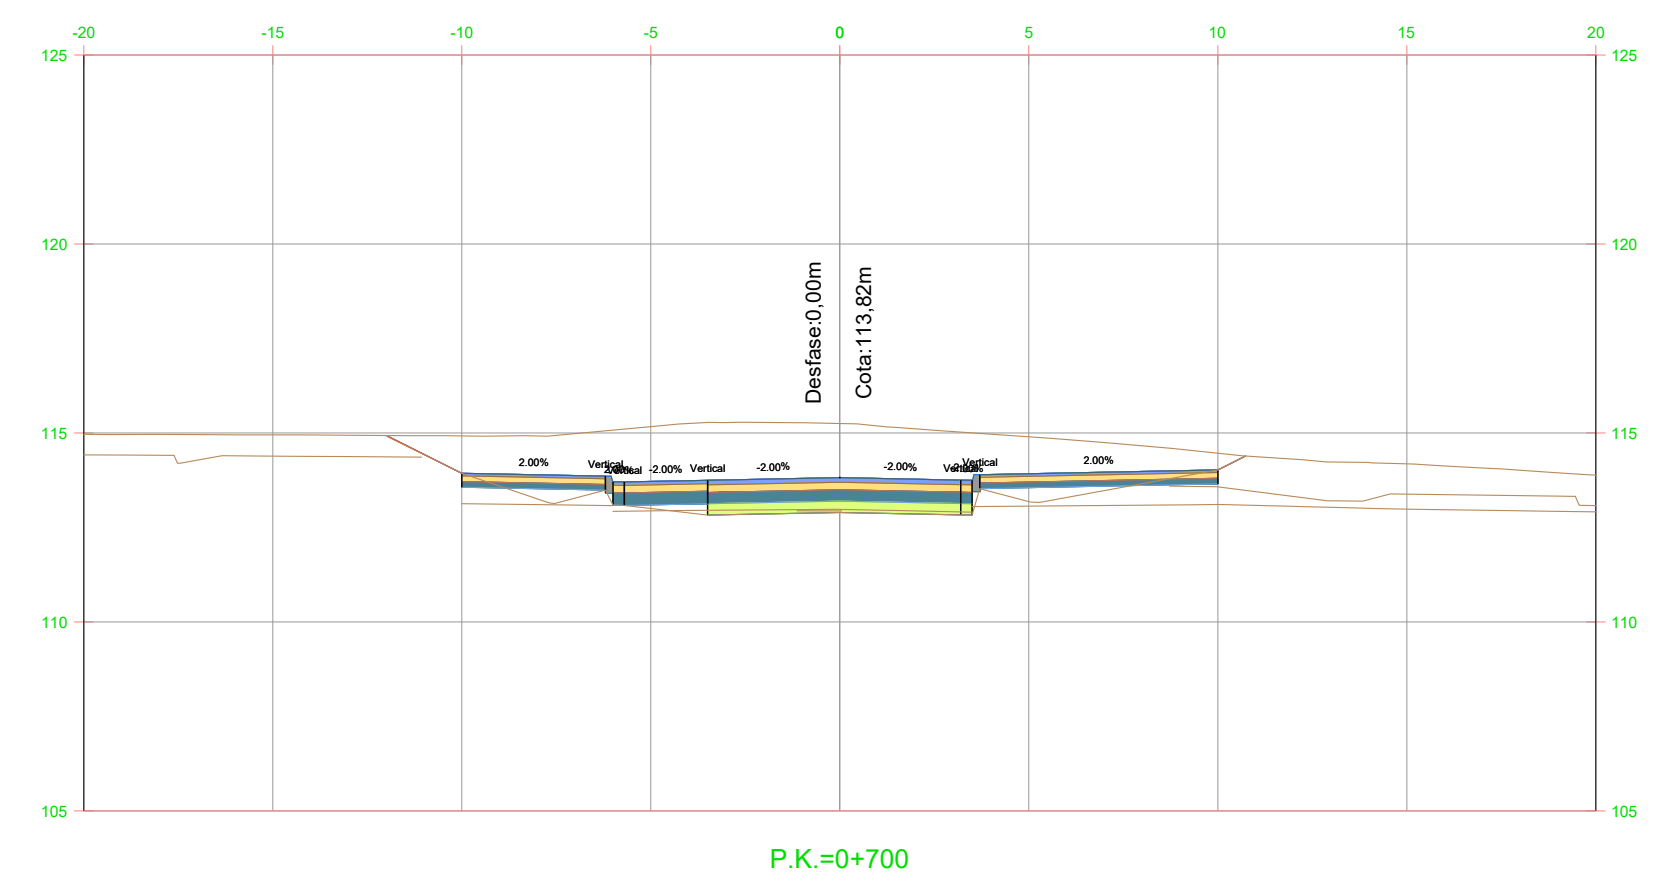 -20 -15 -10 -5 0 5 10 15 20
125 125
120 120
Desfase:0,00m
Cota:113,82m
115 115
2.00% Vertical -2.00% Vertical -2.00% -2.00% Vertical 2.00%
Vertical
110 110
105 105
P.K.=0+700